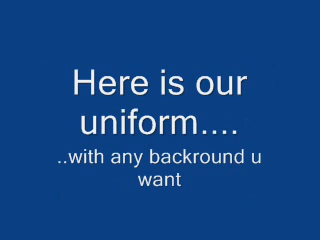 Here is our
uniform....
..with any backround u
want